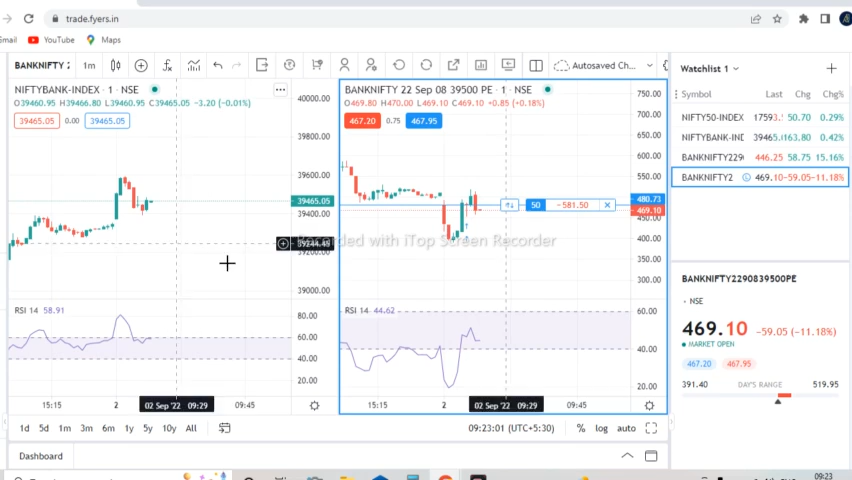 trade.fyers.in
Gmail YouTube Maps
BANKNIFTY 1m Autosaved Ch... Watchlist 1
NIFTYBANK-INDEX · 1 · NSE
O39460.95 H39466.80 L39460.95 C39465.05 -3.20 (-0.01%)
39465.05 0.00 39465.05
40000.00
39800.00
39600.00
39465.05
39400.00
39244.45
39200.00
39000.00
RSI 14 58.91
80.00
60.00
40.00
20.00
15:15 2 02 Sep '22 09:29 09:45
BANKNIFTY 22 Sep 08 39500 PE · 1 · NSE
O469.80 H470.00 L469.10 C469.10 +0.85 (+0.18%)
467.20 0.75 467.95
750.00
700.00
650.00
600.00
550.00
480.73
469.10
450.00
400.00
350.00
300.00
50 -581.50
Recorded with iTop Screen Recorder
RSI 14 44.62
60.00
40.00
20.00
15:15 2 02 Sep '22 09:29 09:45
1d 5d 1m 3m 6m 1y 5y 10y All 09:23:01 (UTC+5:30) % log auto
Dashboard
Symbol Last Chg Chg%
NIFTY50-INDEX 17593. 50.70 0.29%
NIFTYBANK-IND 39465. 163.80 0.42%
BANKNIFTY229 446.25 58.75 15.16%
BANKNIFTY2 469.10 -59.05 -11.18%
BANKNIFTY2290839500PE
NSE
469.10 -59.05 (-11.18%)
MARKET OPEN
467.20 467.95
391.40 DAY'S RANGE 519.95
ENG 09:23